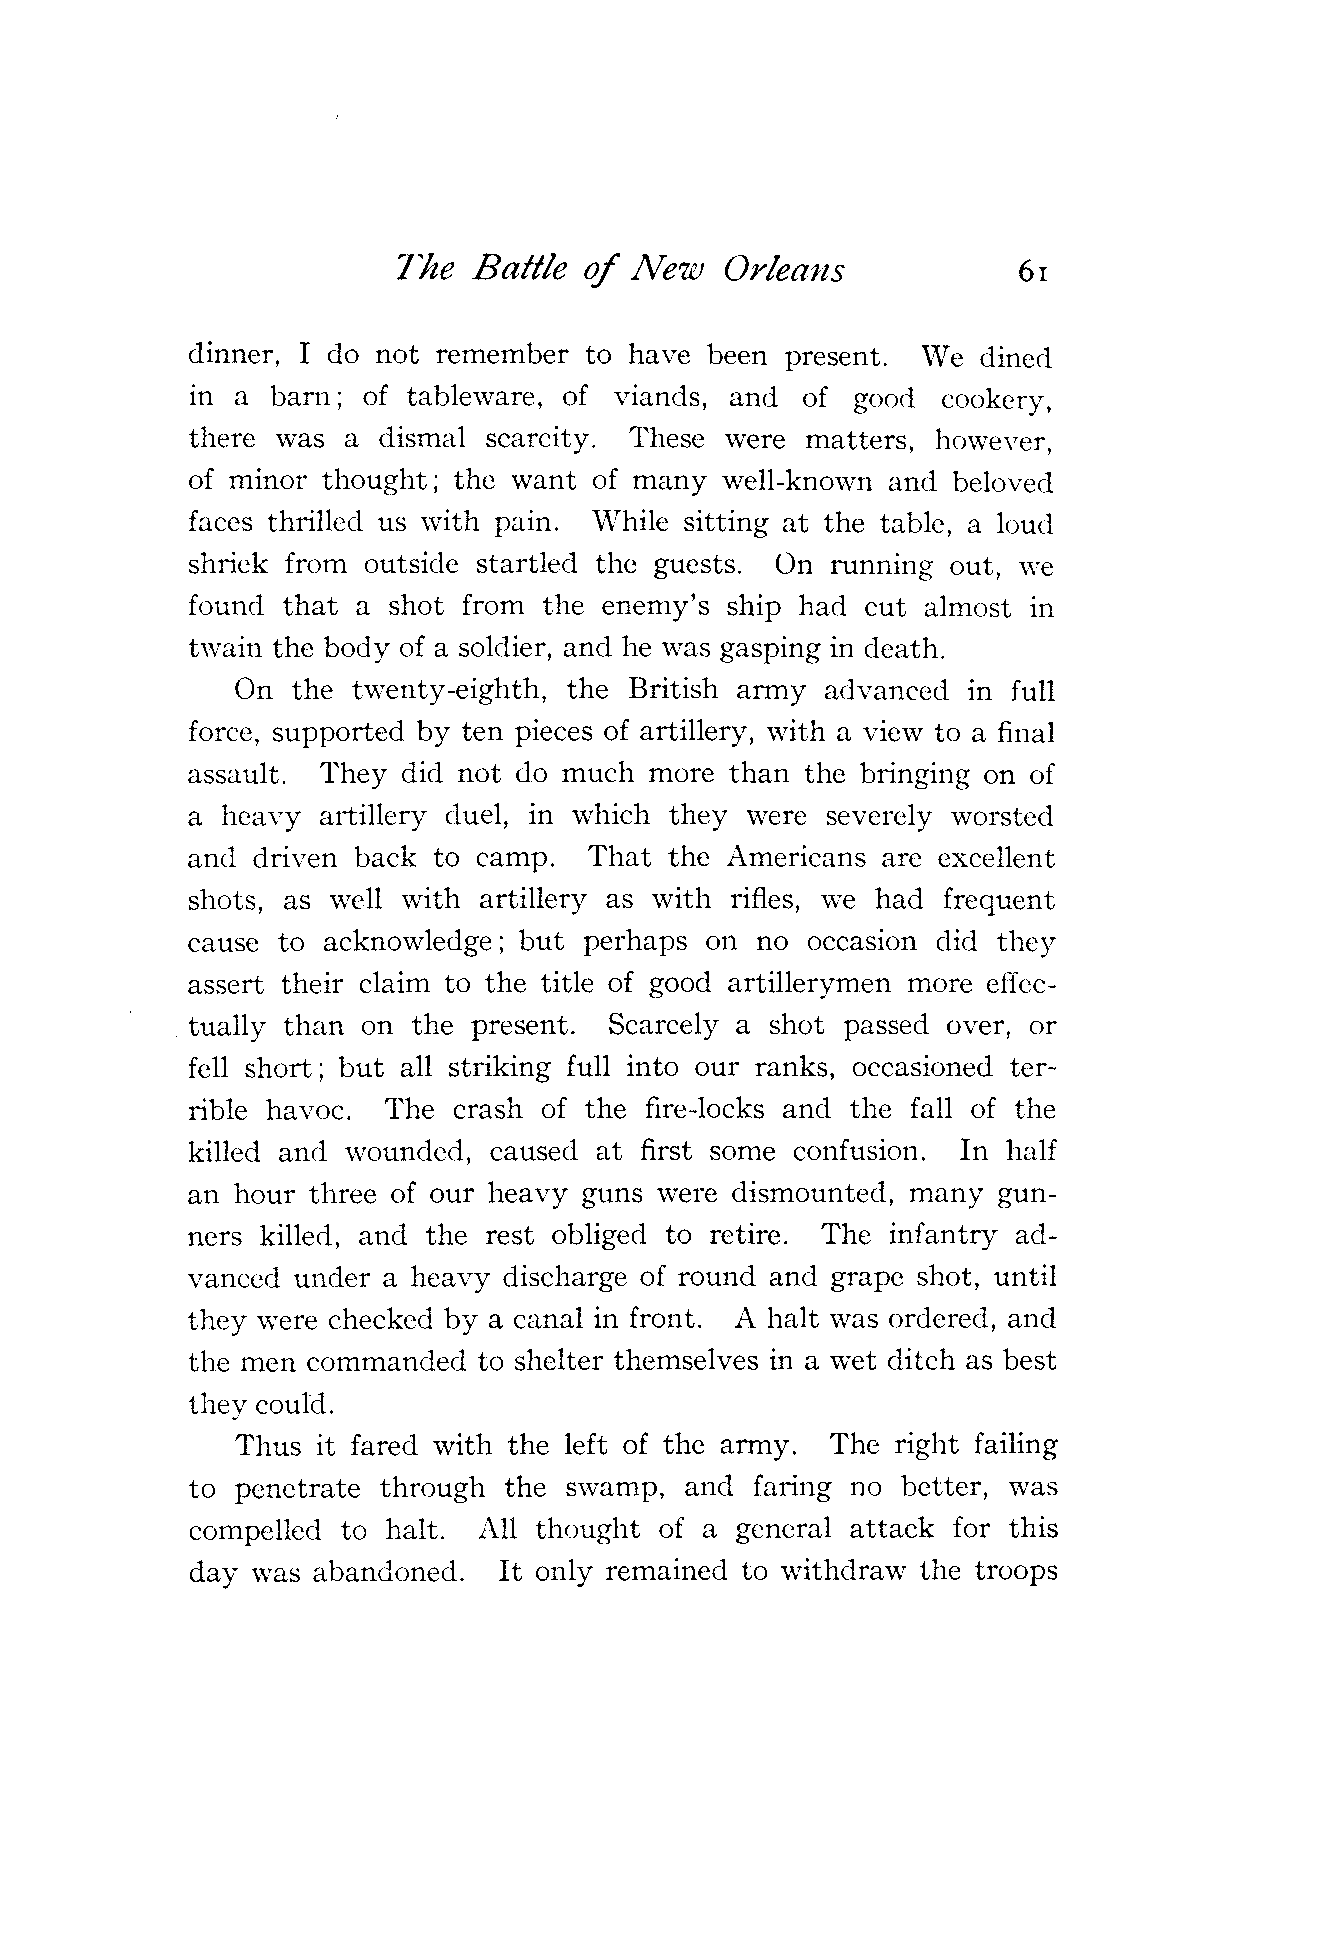 The Battle of New Orleans 61
dinner, I do not remember to have been present. We dined
in a barn; of tableware, of viands, and of good cookery,
there was a dismal scarcity. These were matters, however,
of minor thought; the want of many well-known and beloved
faces thrilled us with pain. While sitting at the table, a loud
shriek from outside startled the guests. On running out, we
found that a shot from the enemy's ship had cut almost in
twain the body of a soldier, and he was gasping in death.
On the twenty-eighth, the British army advanced in full
force, supported by ten pieces of artillery, with a view to a final
assault. They did not do much more than the bringing on of
a heavy artillery duel, in which they were severely worsted
and driven back to camp. That the Americans are excellent
shots, as well with artillery as with rifles, we had frequent
cause to acknowledge; but perhaps on no occasion did they
assert their claim to the title of good artillerymen more effec-
tually than on the present. Scarcely a shot passed over, or
fell short; but all striking full into our ranks, occasioned ter-
rible havoc. The crash of the fire-locks and the fall of the
killed and wounded, caused at first some confusion. In half
an hour three of our heavy guns were dismounted, many gun-
ners killed, and the rest obliged to retire. The infantry ad-
vanced under a heavy discharge of round and grape shot, until
they were checked by a canal in front. A halt was ordered, and
the men commanded to shelter themselves in a wet ditch as best
they could.
Thus it fared with the left of the army. The right failing
to penetrate through the swamp, and faring no better, was
compelled to halt. All thought of a general attack for this
day was abandoned. It only remained to withdraw the troops